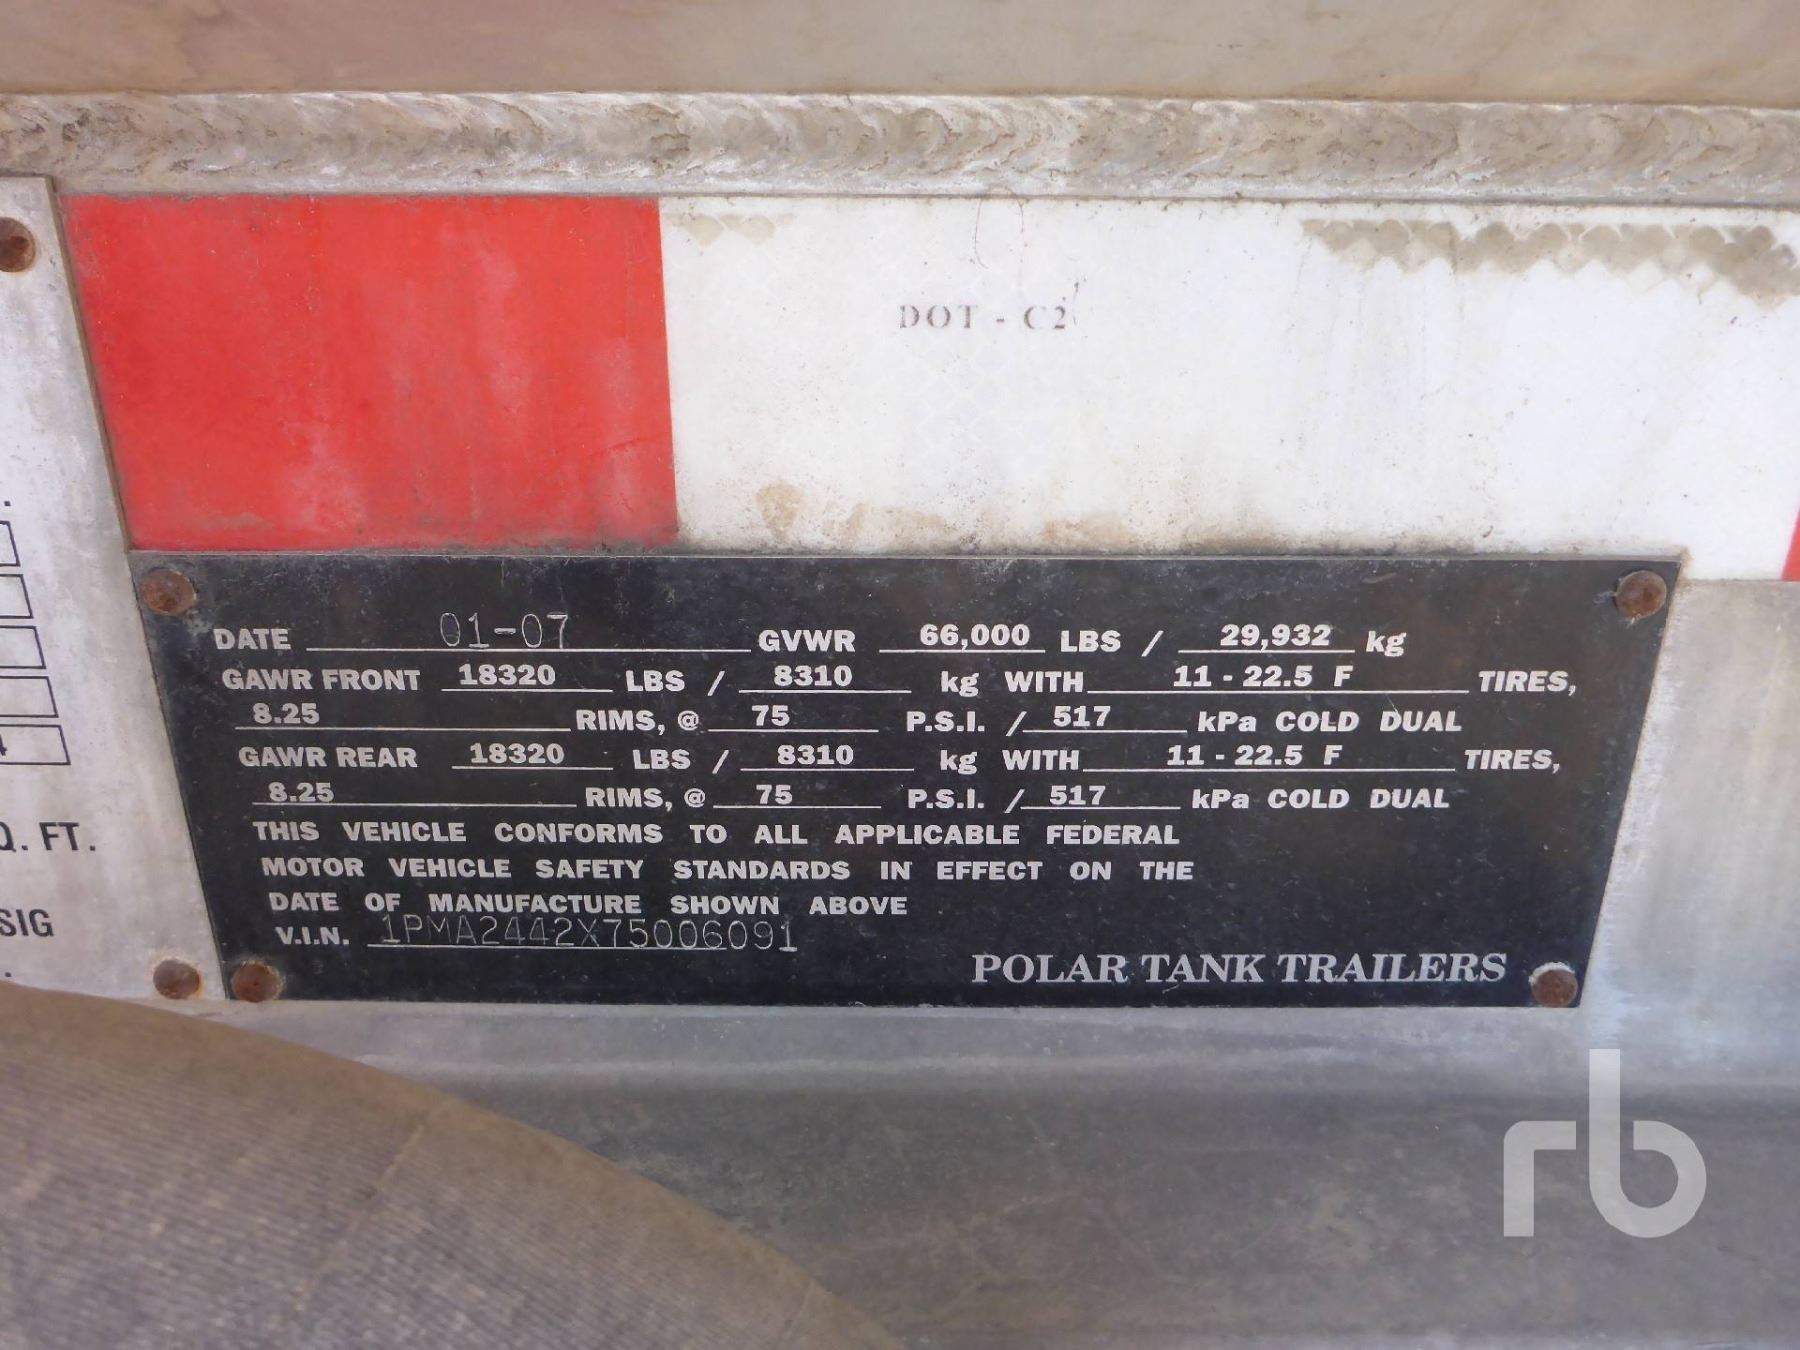 DOT - C2
DATE 01-07 GVWR 66,000 LBS / 29,932 kg
GAWR FRONT 18320 LBS / 8310 kg WITH 11 - 22.5 F TIRES,
8.25 RIMS, @ 75 P.S.I. / 517 kPa COLD DUAL
GAWR REAR 18320 LBS / 8310 kg WITH 11 - 22.5 F TIRES,
8.25 RIMS, @ 75 P.S.I. / 517 kPa COLD DUAL
THIS VEHICLE CONFORMS TO ALL APPLICABLE FEDERAL
MOTOR VEHICLE SAFETY STANDARDS IN EFFECT ON THE
DATE OF MANUFACTURE SHOWN ABOVE
V.I.N. 1PMA2442X75006091
POLAR TANK TRAILERS
Q. FT.
SIG
rb